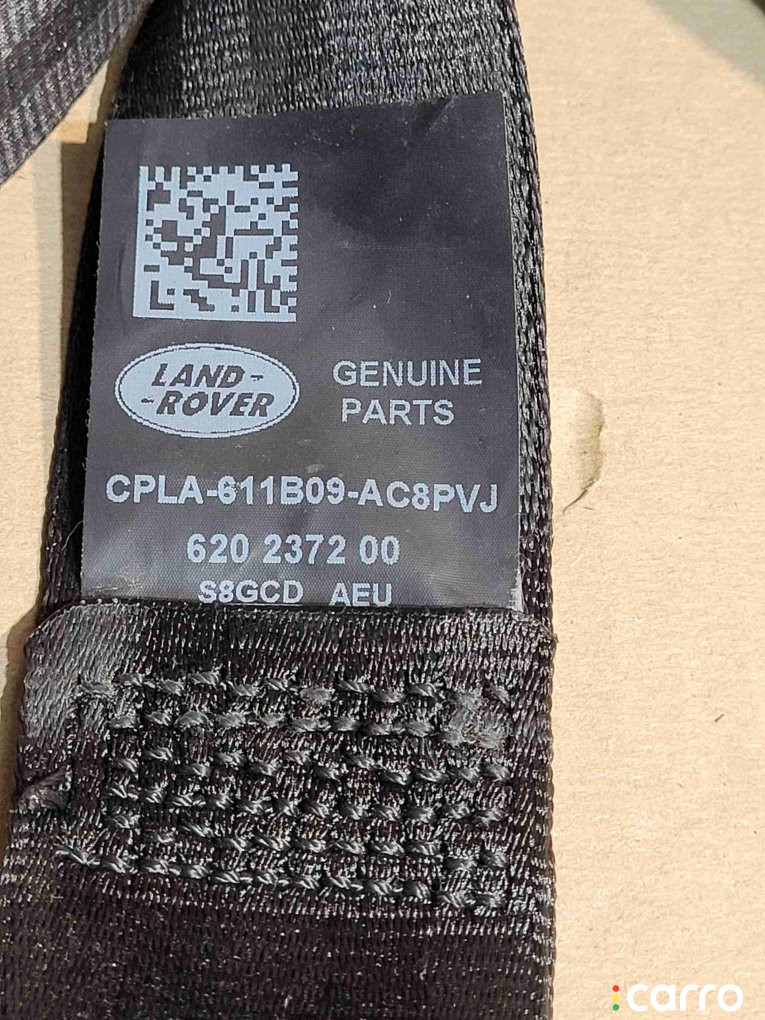 LAND-
-ROVER
GENUINE
PARTS
CPLA-611B09-AC8PVJ
620 2372 00
S8GCD AEU
carro